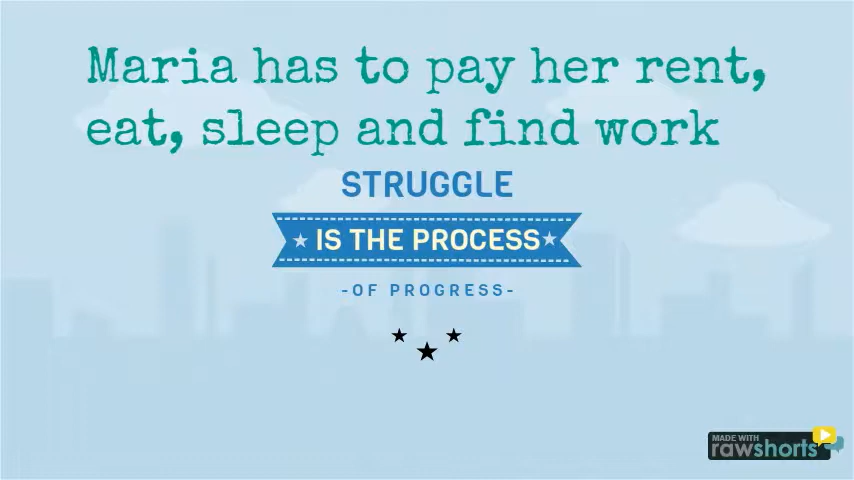 Maria has to pay her rent,
eat, sleep and find work
STRUGGLE
IS THE PROCESS
-OF PROGRESS-
MADE WITH
rawshorts